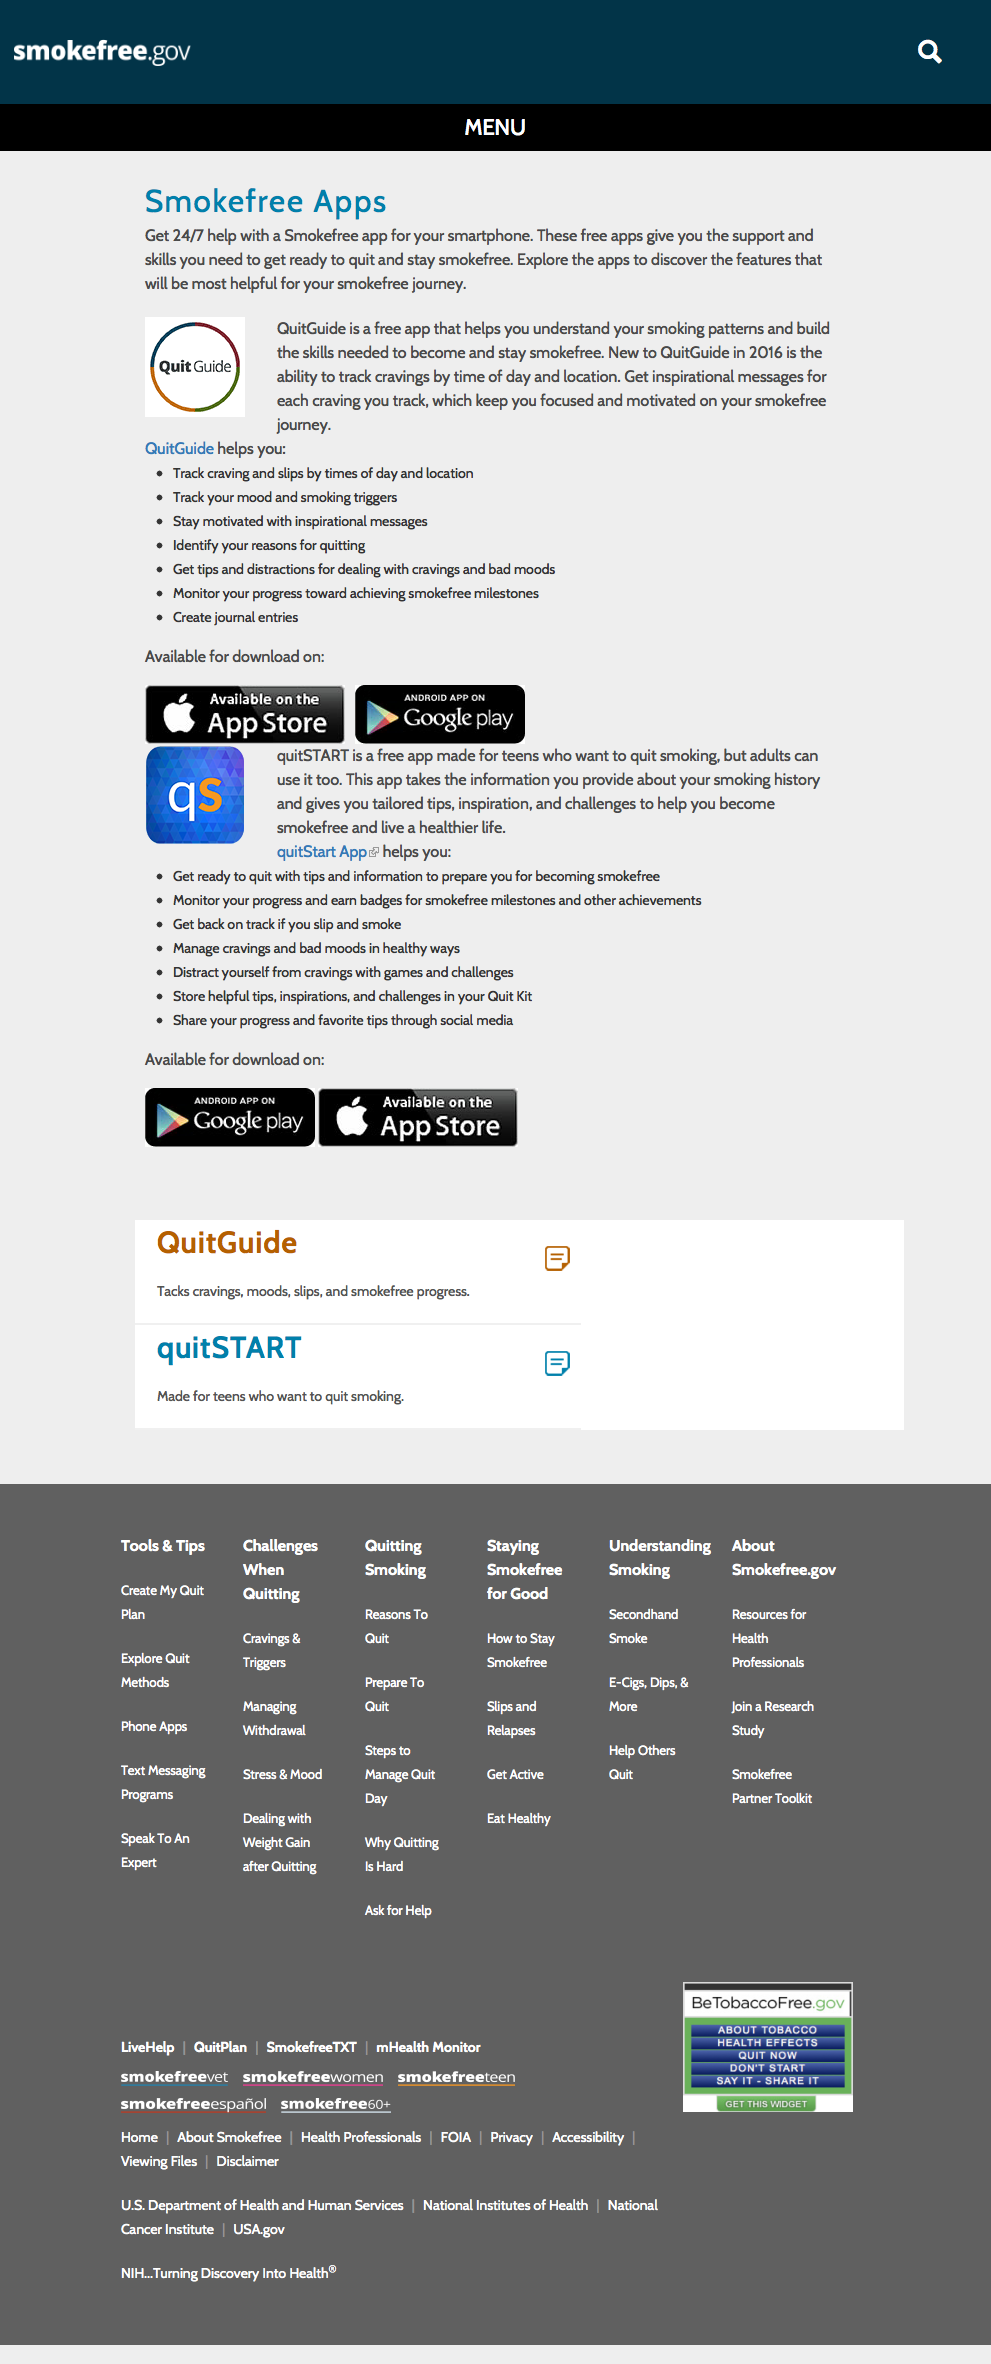 smokefree.gov
MENU
Smokefree Apps
Get 24/7 help with a Smokefree app for your smartphone. These free apps give you the support and
skills you need to get ready to quit and stay smokefree. Explore the apps to discover the features that
will be most helpful for your smokefree journey.
Quit Guide
QuitGuide is a free app that helps you understand your smoking patterns and build
the skills needed to become and stay smokefree. New to QuitGuide in 2016 is the
ability to track cravings by time of day and location. Get inspirational messages for
each craving you track, which keep you focused and motivated on your smokefree
journey.
QuitGuide helps you:
• Track craving and slips by times of day and location
• Track your mood and smoking triggers
• Stay motivated with inspirational messages
• Identify your reasons for quitting
• Get tips and distractions for dealing with cravings and bad moods
• Monitor your progress toward achieving smokefree milestones
• Create journal entries
Available for download on:
Available on the
App Store
ANDROID APP ON
Google play
qS
quitSTART is a free app made for teens who want to quit smoking, but adults can
use it too. This app takes the information you provide about your smoking history
and gives you tailored tips, inspiration, and challenges to help you become
smokefree and live a healthier life.
quitStart App helps you:
• Get ready to quit with tips and information to prepare you for becoming smokefree
• Monitor your progress and earn badges for smokefree milestones and other achievements
• Get back on track if you slip and smoke
• Manage cravings and bad moods in healthy ways
• Distract yourself from cravings with games and challenges
• Store helpful tips, inspirations, and challenges in your Quit Kit
• Share your progress and favorite tips through social media
Available for download on:
ANDROID APP ON
Google play
Available on the
App Store
QuitGuide
Tacks cravings, moods, slips, and smokefree progress.
quitSTART
Made for teens who want to quit smoking.
Tools & Tips
Create My Quit
Plan
Explore Quit
Methods
Phone Apps
Text Messaging
Programs
Speak To An
Expert
Challenges
When
Quitting
Cravings &
Triggers
Managing
Withdrawal
Stress & Mood
Dealing with
Weight Gain
after Quitting
Quitting
Smoking
Reasons To
Quit
Prepare To
Quit
Steps to
Manage Quit
Day
Why Quitting
Is Hard
Ask for Help
Staying
Smokefree
for Good
How to Stay
Smokefree
Slips and
Relapses
Get Active
Eat Healthy
Understanding
Smoking
Secondhand
Smoke
E-Cigs, Dips, &
More
Help Others
Quit
About
Smokefree.gov
Resources for
Health
Professionals
Join a Research
Study
Smokefree
Partner Toolkit
BeTobaccoFree.gov
ABOUT TOBACCO
HEALTH EFFECTS
QUIT NOW
DON'T START
SAY IT - SHARE IT
GET THIS WIDGET
LiveHelp | QuitPlan | SmokefreeTXT | mHealth Monitor
smokefreevet smokefreewomen smokefreeteen
smokefreeespañol smokefree60+
Home | About Smokefree | Health Professionals | FOIA | Privacy | Accessibility |
Viewing Files | Disclaimer
U.S. Department of Health and Human Services | National Institutes of Health | National
Cancer Institute | USA.gov
NIH...Turning Discovery Into Health®